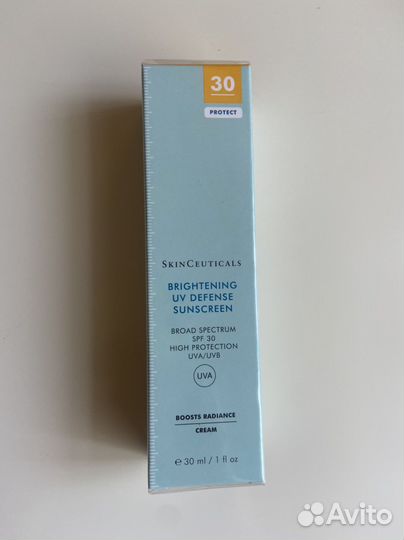 30
PROTECT
SKINCEUTICALS
BRIGHTENING
UV DEFENSE
SUNSCREEN
BROAD SPECTRUM
SPF 30
HIGH PROTECTION
UVA/UVB
UVA
BOOSTS RADIANCE
CREAM
℮ 30 ml / 1 fl oz
Avito